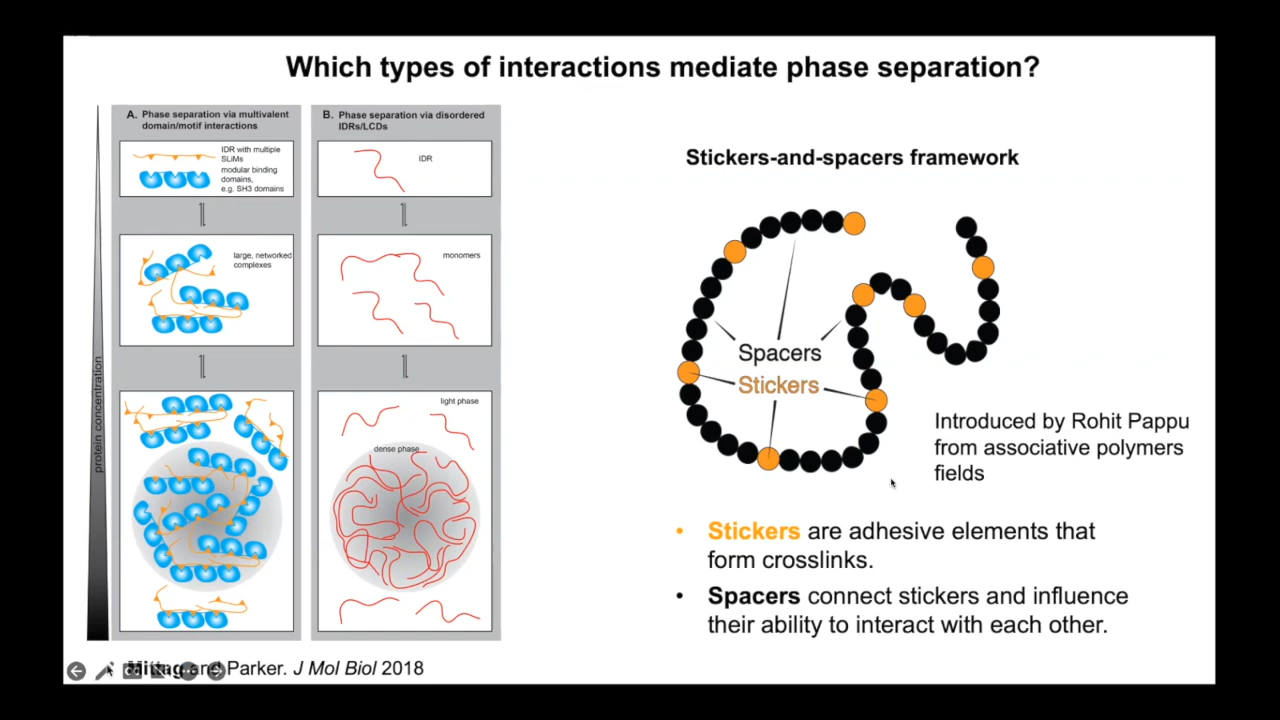 Which types of interactions mediate phase separation?
A. Phase separation via multivalent
domain/motif interactions
IDR with multiple
SLiMs
modular binding
domains,
e.g. SH3 domains
large, networked
complexes
protein concentration
B. Phase separation via disordered
IDRs/LCDs
IDR
monomers
light phase
dense phase
Stickers-and-spacers framework
Spacers
Stickers
Introduced by Rohit Pappu
from associative polymers
fields
• Stickers are adhesive elements that
form crosslinks.
• Spacers connect stickers and influence
their ability to interact with each other.
Mittag and Parker. J Mol Biol 2018